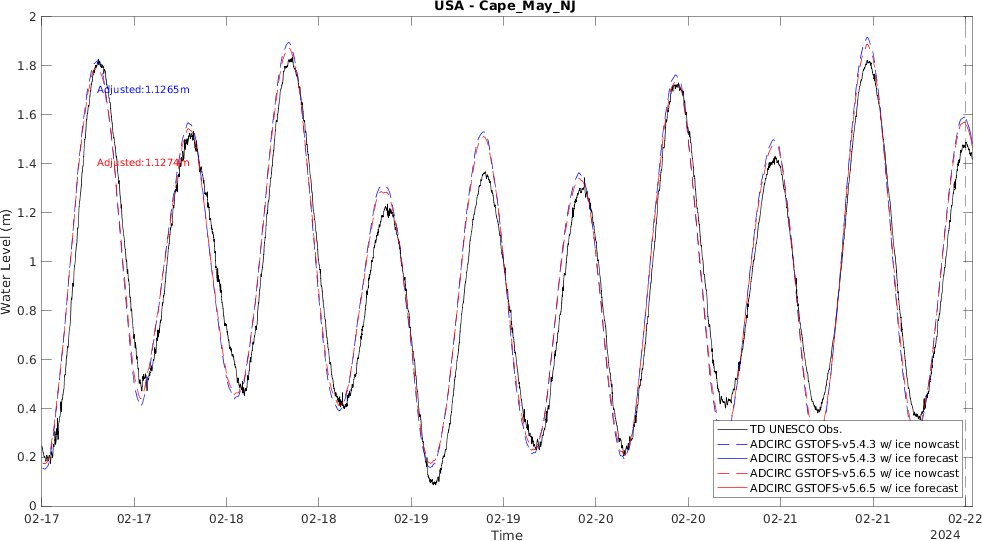 USA - Cape_May_NJ
2
1.8
1.6
1.4
1.2
1
0.8
0.6
0.4
0.2
0
Water Level (m)
Adjusted:1.1265m
Adjusted:1.1274m
TD UNESCO Obs.
ADCIRC GSTOFS-v5.4.3 w/ ice nowcast
ADCIRC GSTOFS-v5.4.3 w/ ice forecast
ADCIRC GSTOFS-v5.6.5 w/ ice nowcast
ADCIRC GSTOFS-v5.6.5 w/ ice forecast
02-17 02-17 02-18 02-18 02-19 02-19 02-20 02-20 02-21 02-21 02-22
Time
2024